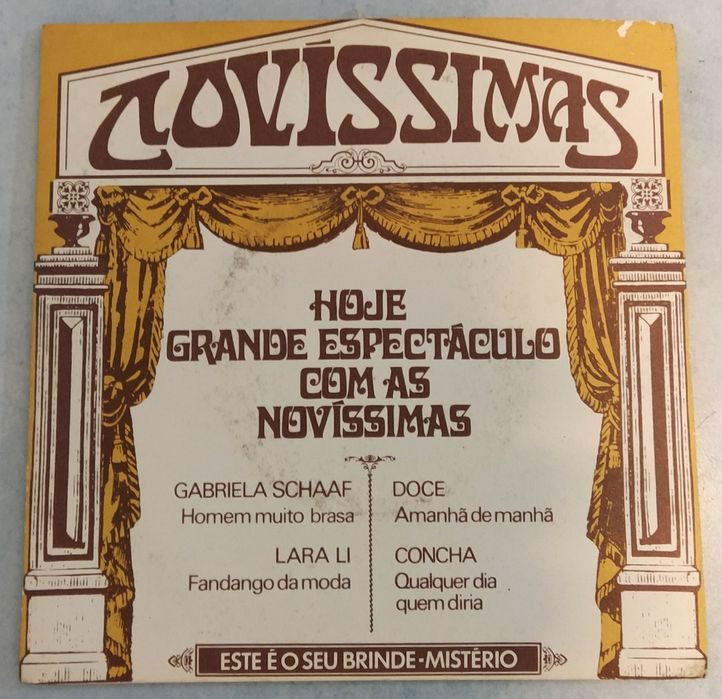 NOVÍSSIMAS
HOJE
GRANDE ESPECTÁCULO
COM AS
NOVÍSSIMAS
GABRIELA SCHAAF
Homem muito brasa
LARA LI
Fandango da moda
DOCE
Amanhã de manhã
CONCHA
Qualquer dia
quem diria
ESTE É O SEU BRINDE-MISTÉRIO